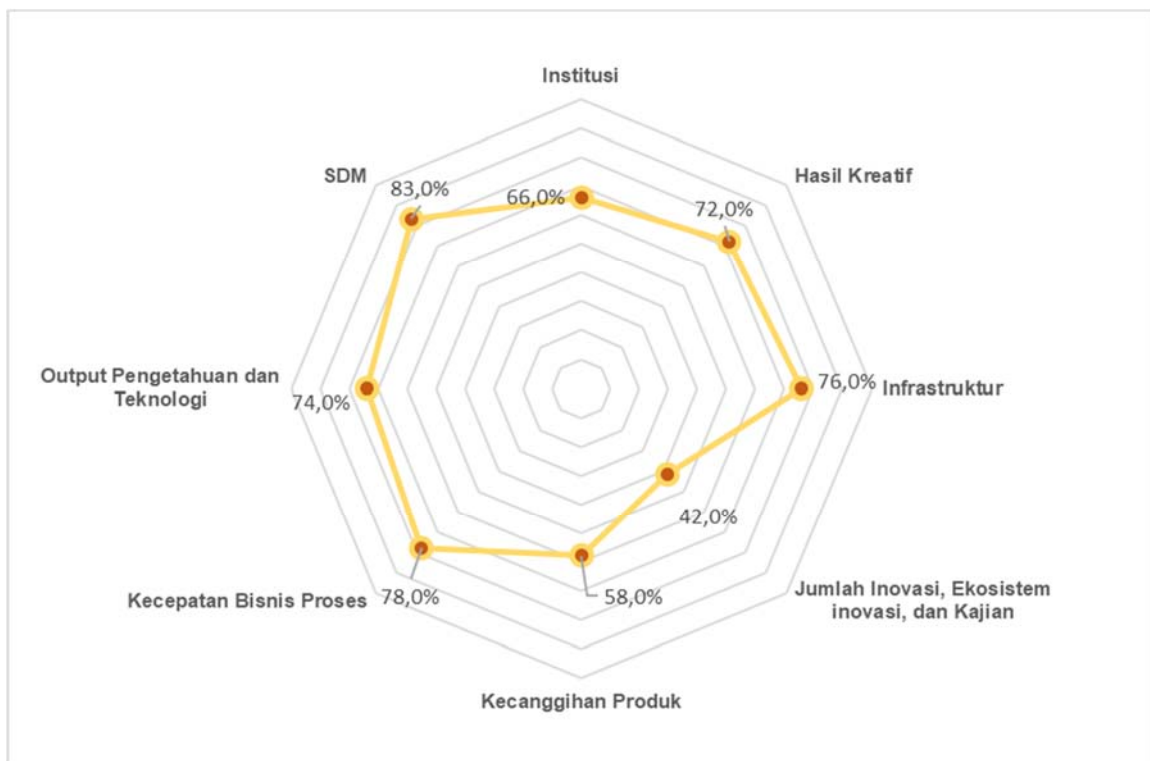 Institusi
SDM
Hasil Kreatif
83,0%
66,0%
72,0%
Output Pengetahuan dan
Teknologi
74,0%
76,0%
Infrastruktur
42,0%
Kecepatan Bisnis Proses
78,0%
58,0%
Jumlah Inovasi, Ekosistem
inovasi, dan Kajian
Kecanggihan Produk